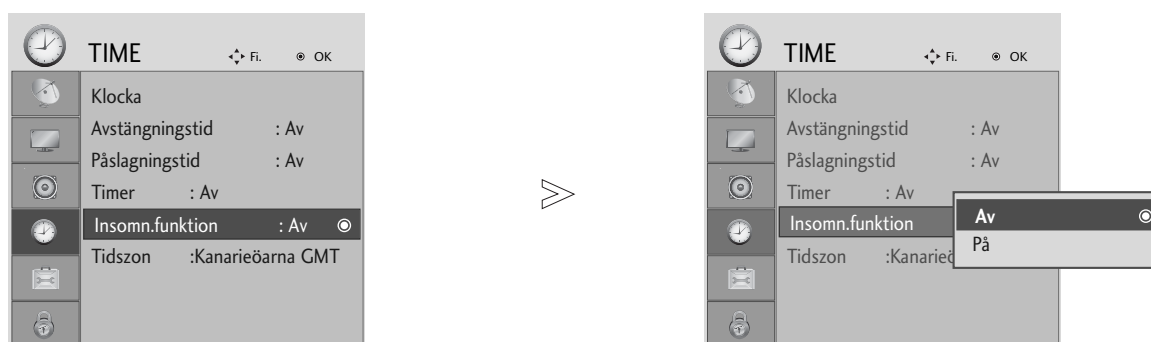 TIME Fi. OK
Klocka
Avstängningstid : Av
Påslagningstid : Av
Timer : Av
Insomn.funktion : Av
Tidszon :Kanarieöarna GMT
>
TIME Fi. OK
Klocka
Avstängningstid : Av
Påslagningstid : Av
Timer : Av
Insomn.funktion
Tidszon :Kanarieö
Av
På